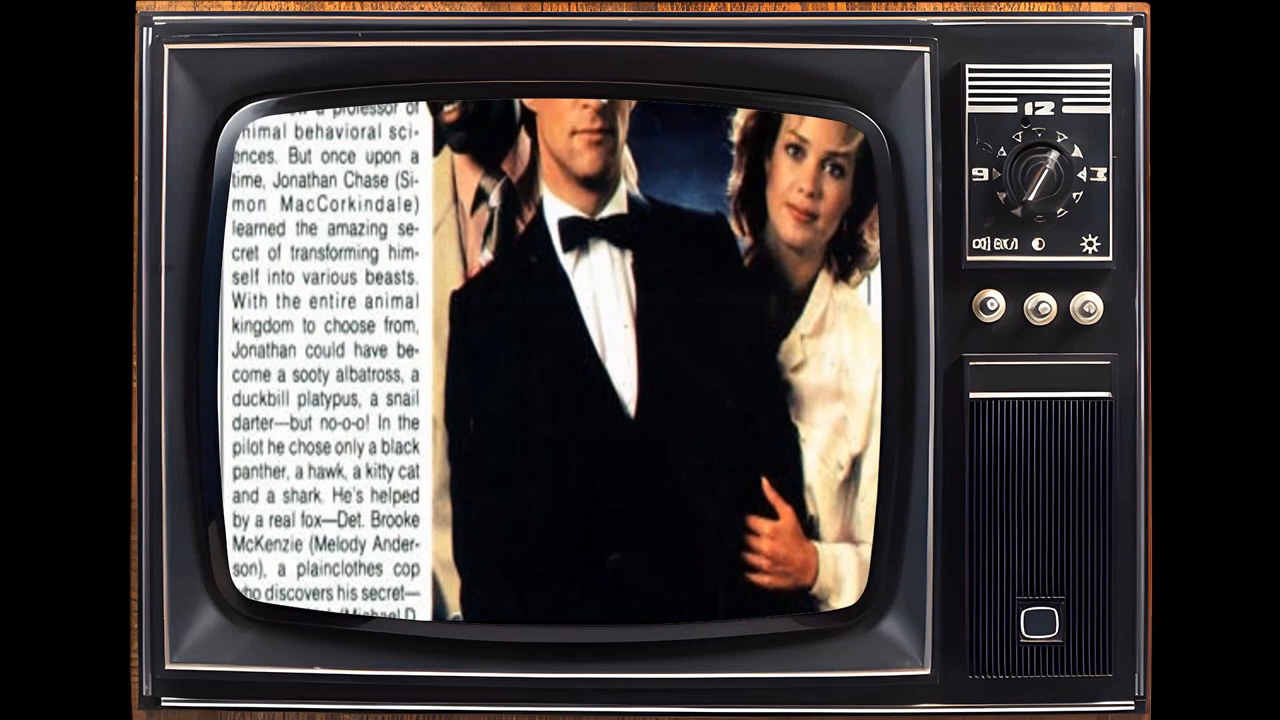 a professor of
nimal behavioral sci-
ences. But once upon a
time, Jonathan Chase (Si-
mon MacCorkindale)
learned the amazing se-
cret of transforming him-
self into various beasts.
With the entire animal
kingdom to choose from,
Jonathan could have be-
come a sooty albatross, a
duckbill platypus, a snail
darter—but no-o-o! In the
pilot he chose only a black
panther, a hawk, a kitty cat
and a shark. He's helped
by a real fox—Det. Brooke
McKenzie (Melody Ander-
son), a plainclothes cop
who discovers his secret—
(Michael D.
12
9